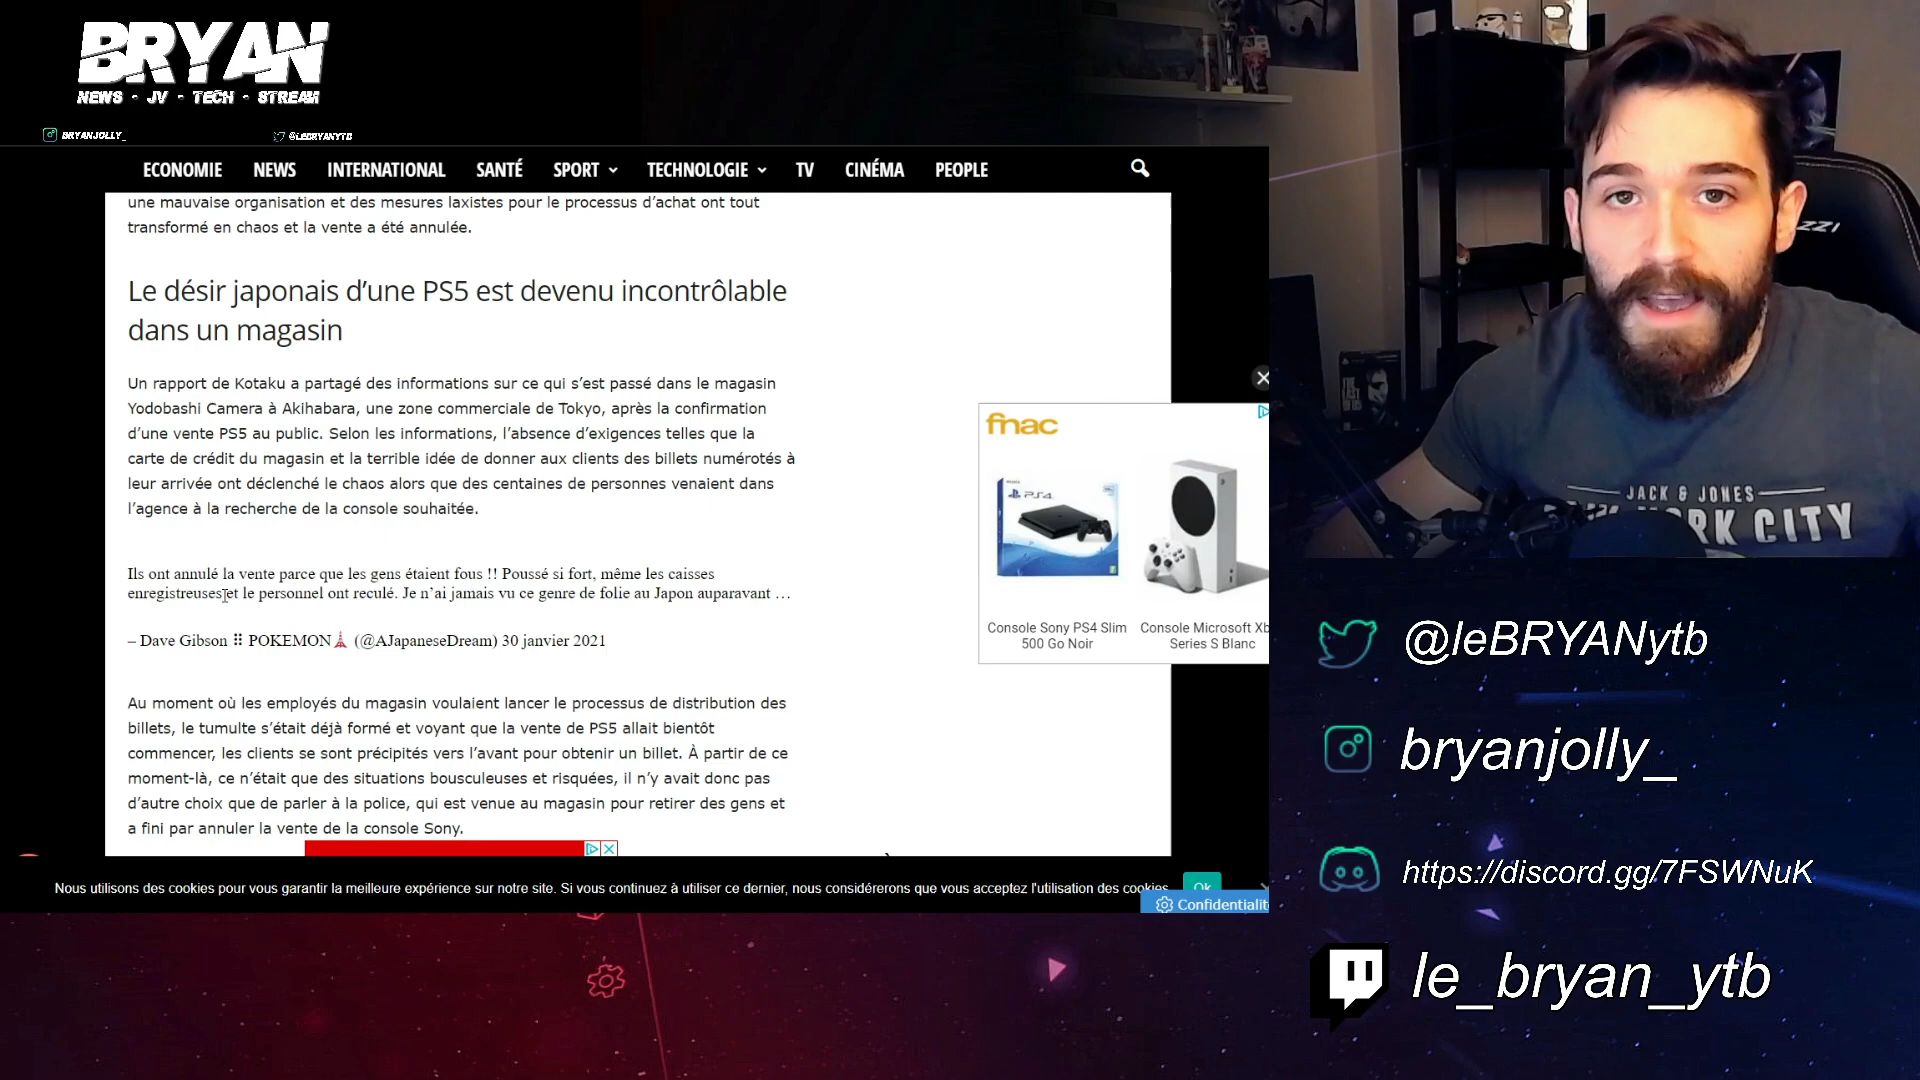 BRYAN
NEWS - JV - TECH - STREAM
BRYANJOLLY_
@LEBRYANYTB
ECONOMIE NEWS INTERNATIONAL SANTÉ SPORT TECHNOLOGIE TV CINÉMA PEOPLE
une mauvaise organisation et des mesures laxistes pour le processus d’achat ont tout
transformé en chaos et la vente a été annulée.
Le désir japonais d’une PS5 est devenu incontrôlable
dans un magasin
Un rapport de Kotaku a partagé des informations sur ce qui s’est passé dans le magasin
Yodobashi Camera à Akihabara, une zone commerciale de Tokyo, après la confirmation
d’une vente PS5 au public. Selon les informations, l’absence d’exigences telles que la
carte de crédit du magasin et la terrible idée de donner aux clients des billets numérotés à
leur arrivée ont déclenché le chaos alors que des centaines de personnes venaient dans
l’agence à la recherche de la console souhaitée.
Ils ont annulé la vente parce que les gens étaient fous !! Poussé si fort, même les caisses
enregistreuses et le personnel ont reculé. Je n’ai jamais vu ce genre de folie au Japon auparavant …
– Dave Gibson ⠿ POKEMON🗼 (@AJapaneseDream) 30 janvier 2021
Au moment où les employés du magasin voulaient lancer le processus de distribution des
billets, le tumulte s’était déjà formé et voyant que la vente de PS5 allait bientôt
commencer, les clients se sont précipités vers l’avant pour obtenir un billet. À partir de ce
moment-là, ce n’était que des situations bousculeuses et risquées, il n’y avait donc pas
d’autre choix que de parler à la police, qui est venue au magasin pour retirer des gens et
a fini par annuler la vente de la console Sony.
fnac
PS4
Console Sony PS4 Slim
500 Go Noir
Console Microsoft Xb
Series S Blanc
Nous utilisons des cookies pour vous garantir la meilleure expérience sur notre site. Si vous continuez à utiliser ce dernier, nous considérerons que vous acceptez l'utilisation des cookies.
Ok
Confidentialit
JACK & JONES
CITY
@leBRYANytb
bryanjolly_
https://discord.gg/7FSWNuK
le_bryan_ytb